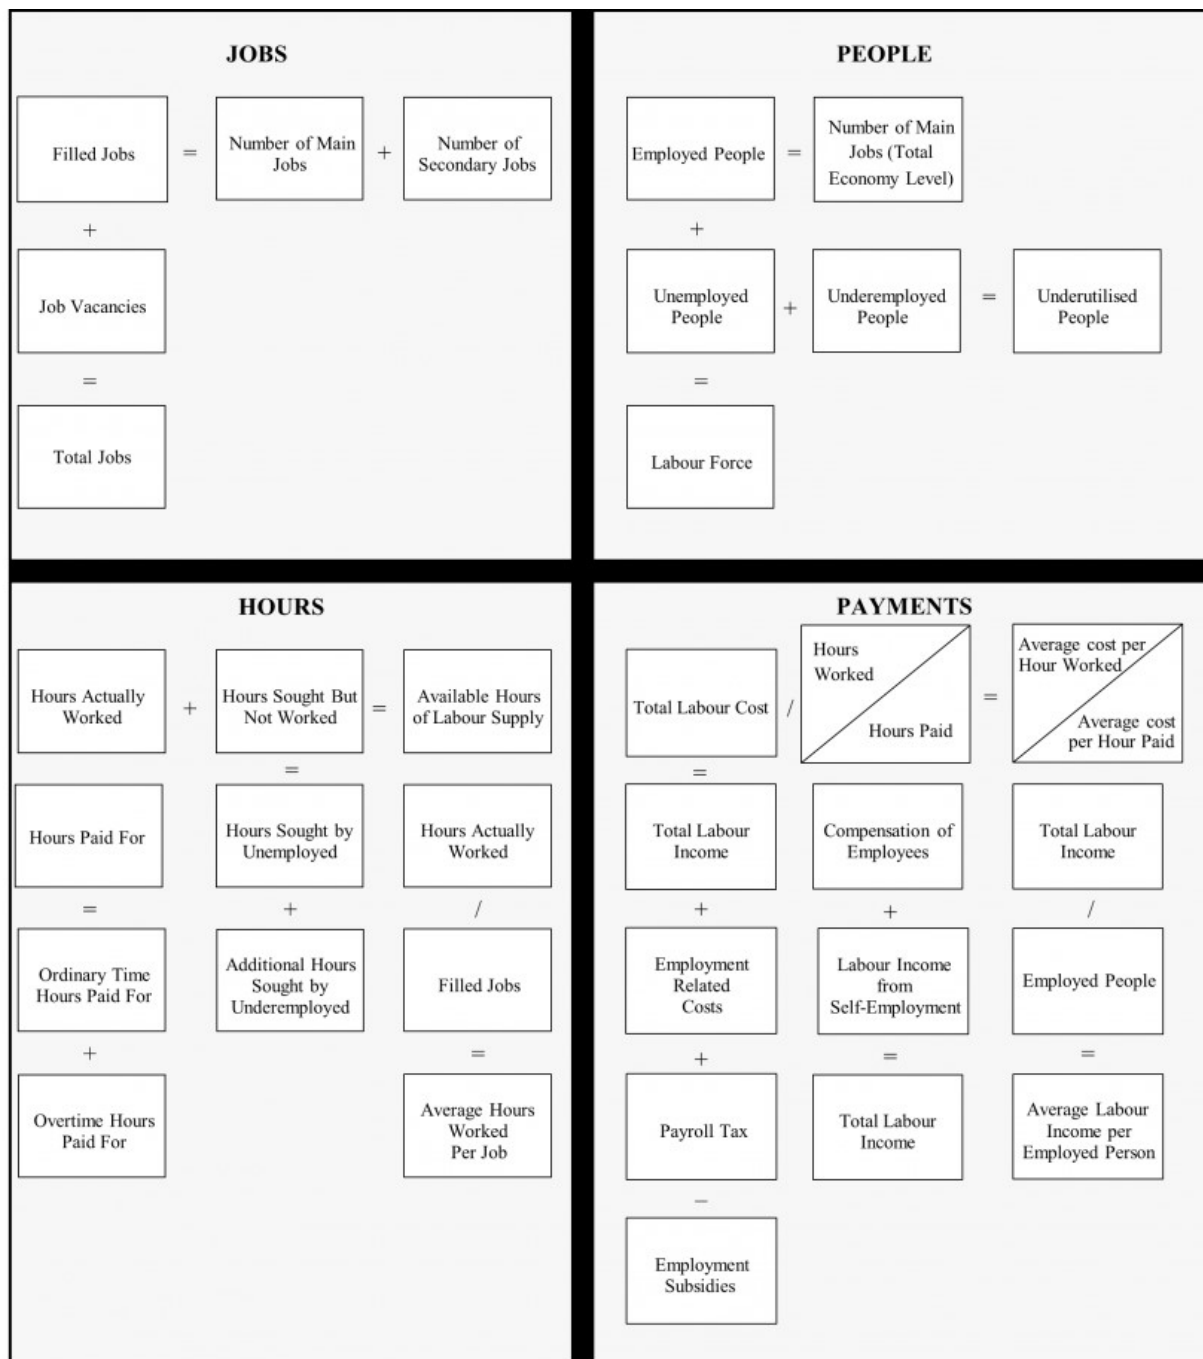 JOBS
Filled Jobs
=
Number of Main
Jobs
+
Number of
Secondary Jobs
+
Job Vacancies
=
Total Jobs
PEOPLE
Employed People
=
Number of Main
Jobs (Total
Economy Level)
+
Unemployed
People
+
Underemployed
People
=
Underutilised
People
=
Labour Force
HOURS
Hours Actually
Worked
+
Hours Sought But
Not Worked
=
Available Hours
of Labour Supply
=
Hours Paid For
Hours Sought by
Unemployed
Hours Actually
Worked
=
+
/
Ordinary Time
Hours Paid For
Additional Hours
Sought by
Underemployed
Filled Jobs
+
=
Overtime Hours
Paid For
Average Hours
Worked
Per Job
PAYMENTS
Total Labour Cost
/
Hours
Worked
Hours Paid
=
Average cost per
Hour Worked
Average cost
per Hour Paid
=
Total Labour
Income
Compensation of
Employees
Total Labour
Income
+
+
/
Employment
Related
Costs
Labour Income
from
Self-Employment
Employed People
+
=
=
Payroll Tax
Total Labour
Income
Average Labour
Income per
Employed Person
−
Employment
Subsidies